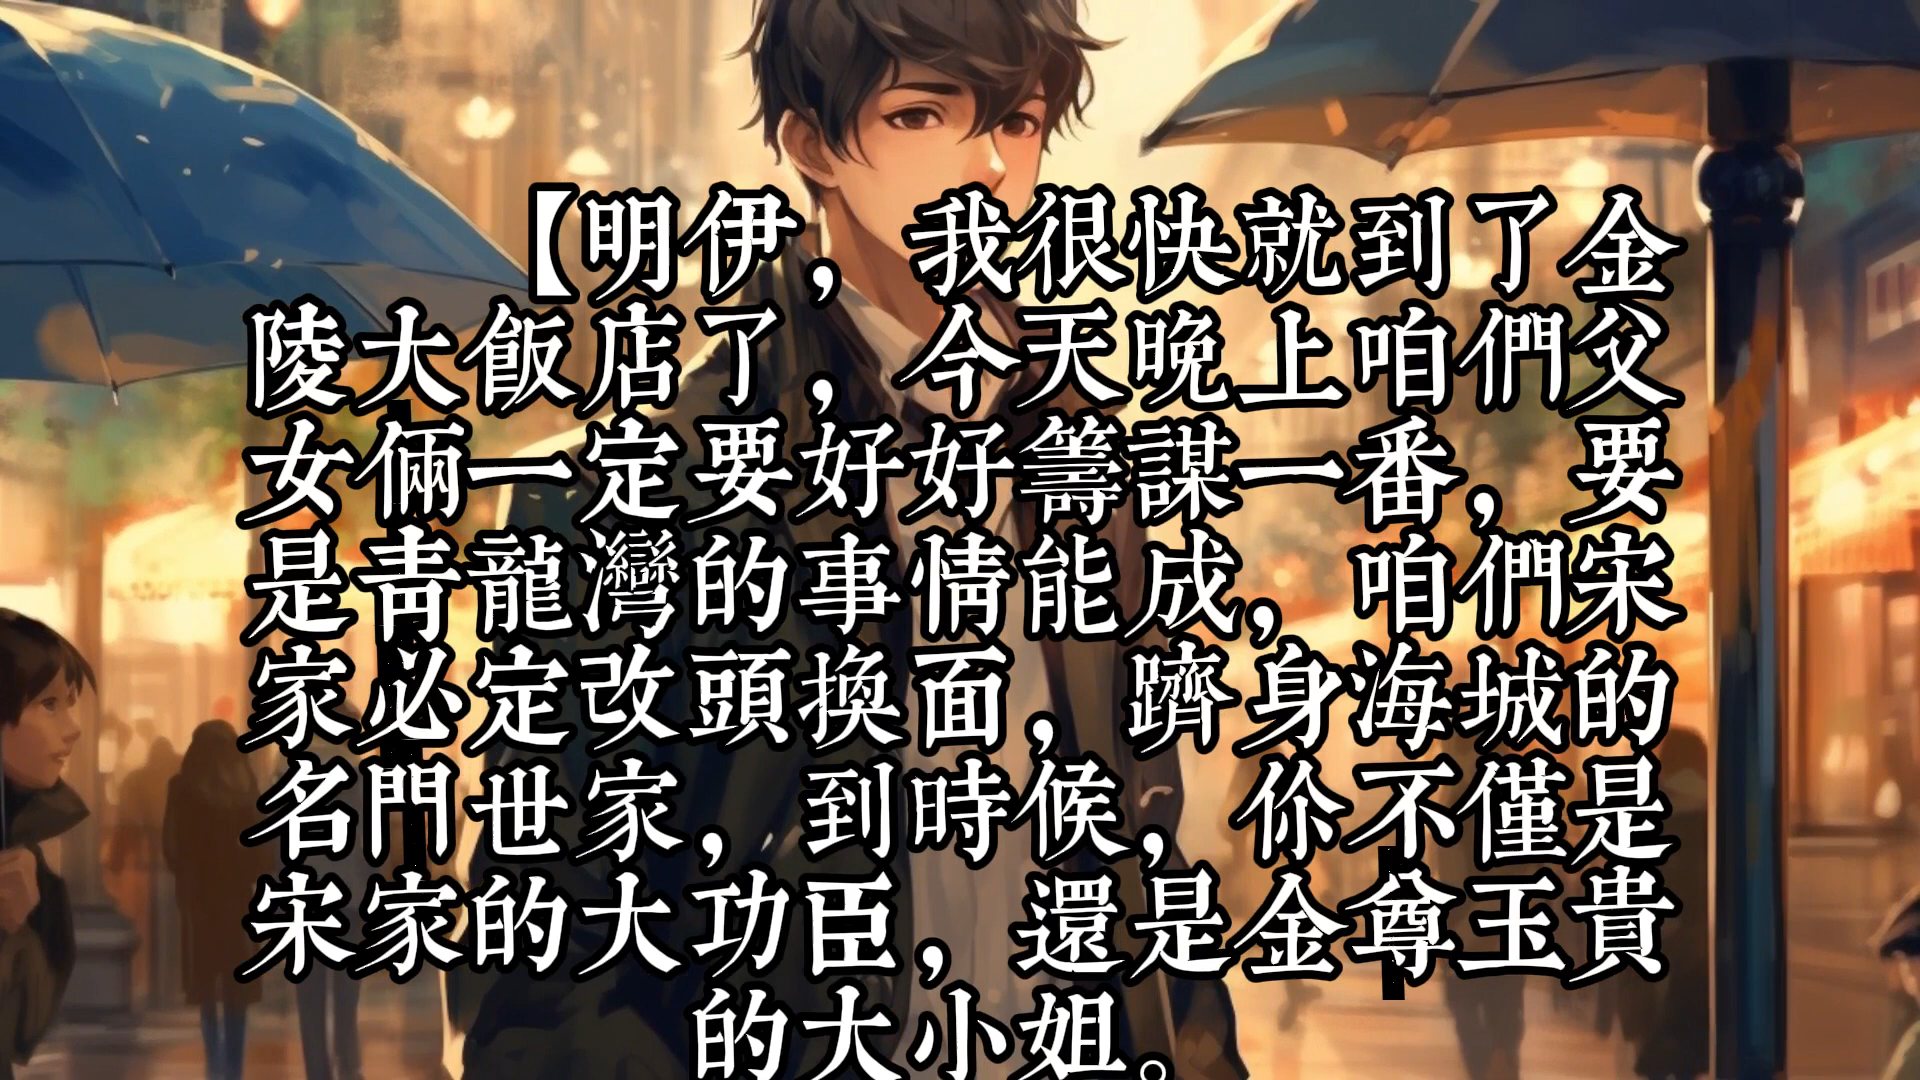 【明伊，我很快就到了金
陵大飯店了，今天晚上咱們父
女倆一定要好好籌謀一番，要
是青龍灣的事情能成，咱們宋
家必定改頭換面，躋身海城的
名門世家，到時候，你不僅是
宋家的大功臣，還是金尊玉貴
的大小姐。